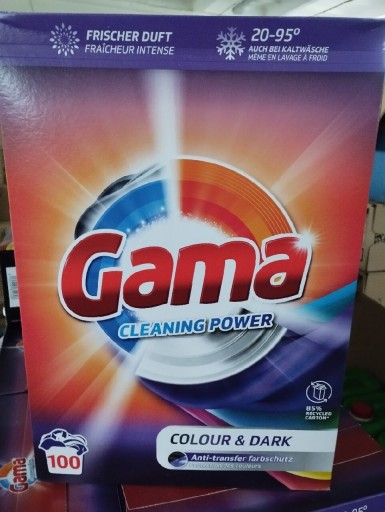 FRISCHER DUFT
FRAÎCHEUR INTENSE
20-95°
AUCH BEI KALTWÄSCHE
MÊME EN LAVAGE À FROID
Gama
CLEANING POWER
85%
RECYCLED
CARTON*
100
COLOUR & DARK
Anti-transfer farbschutz
Gama